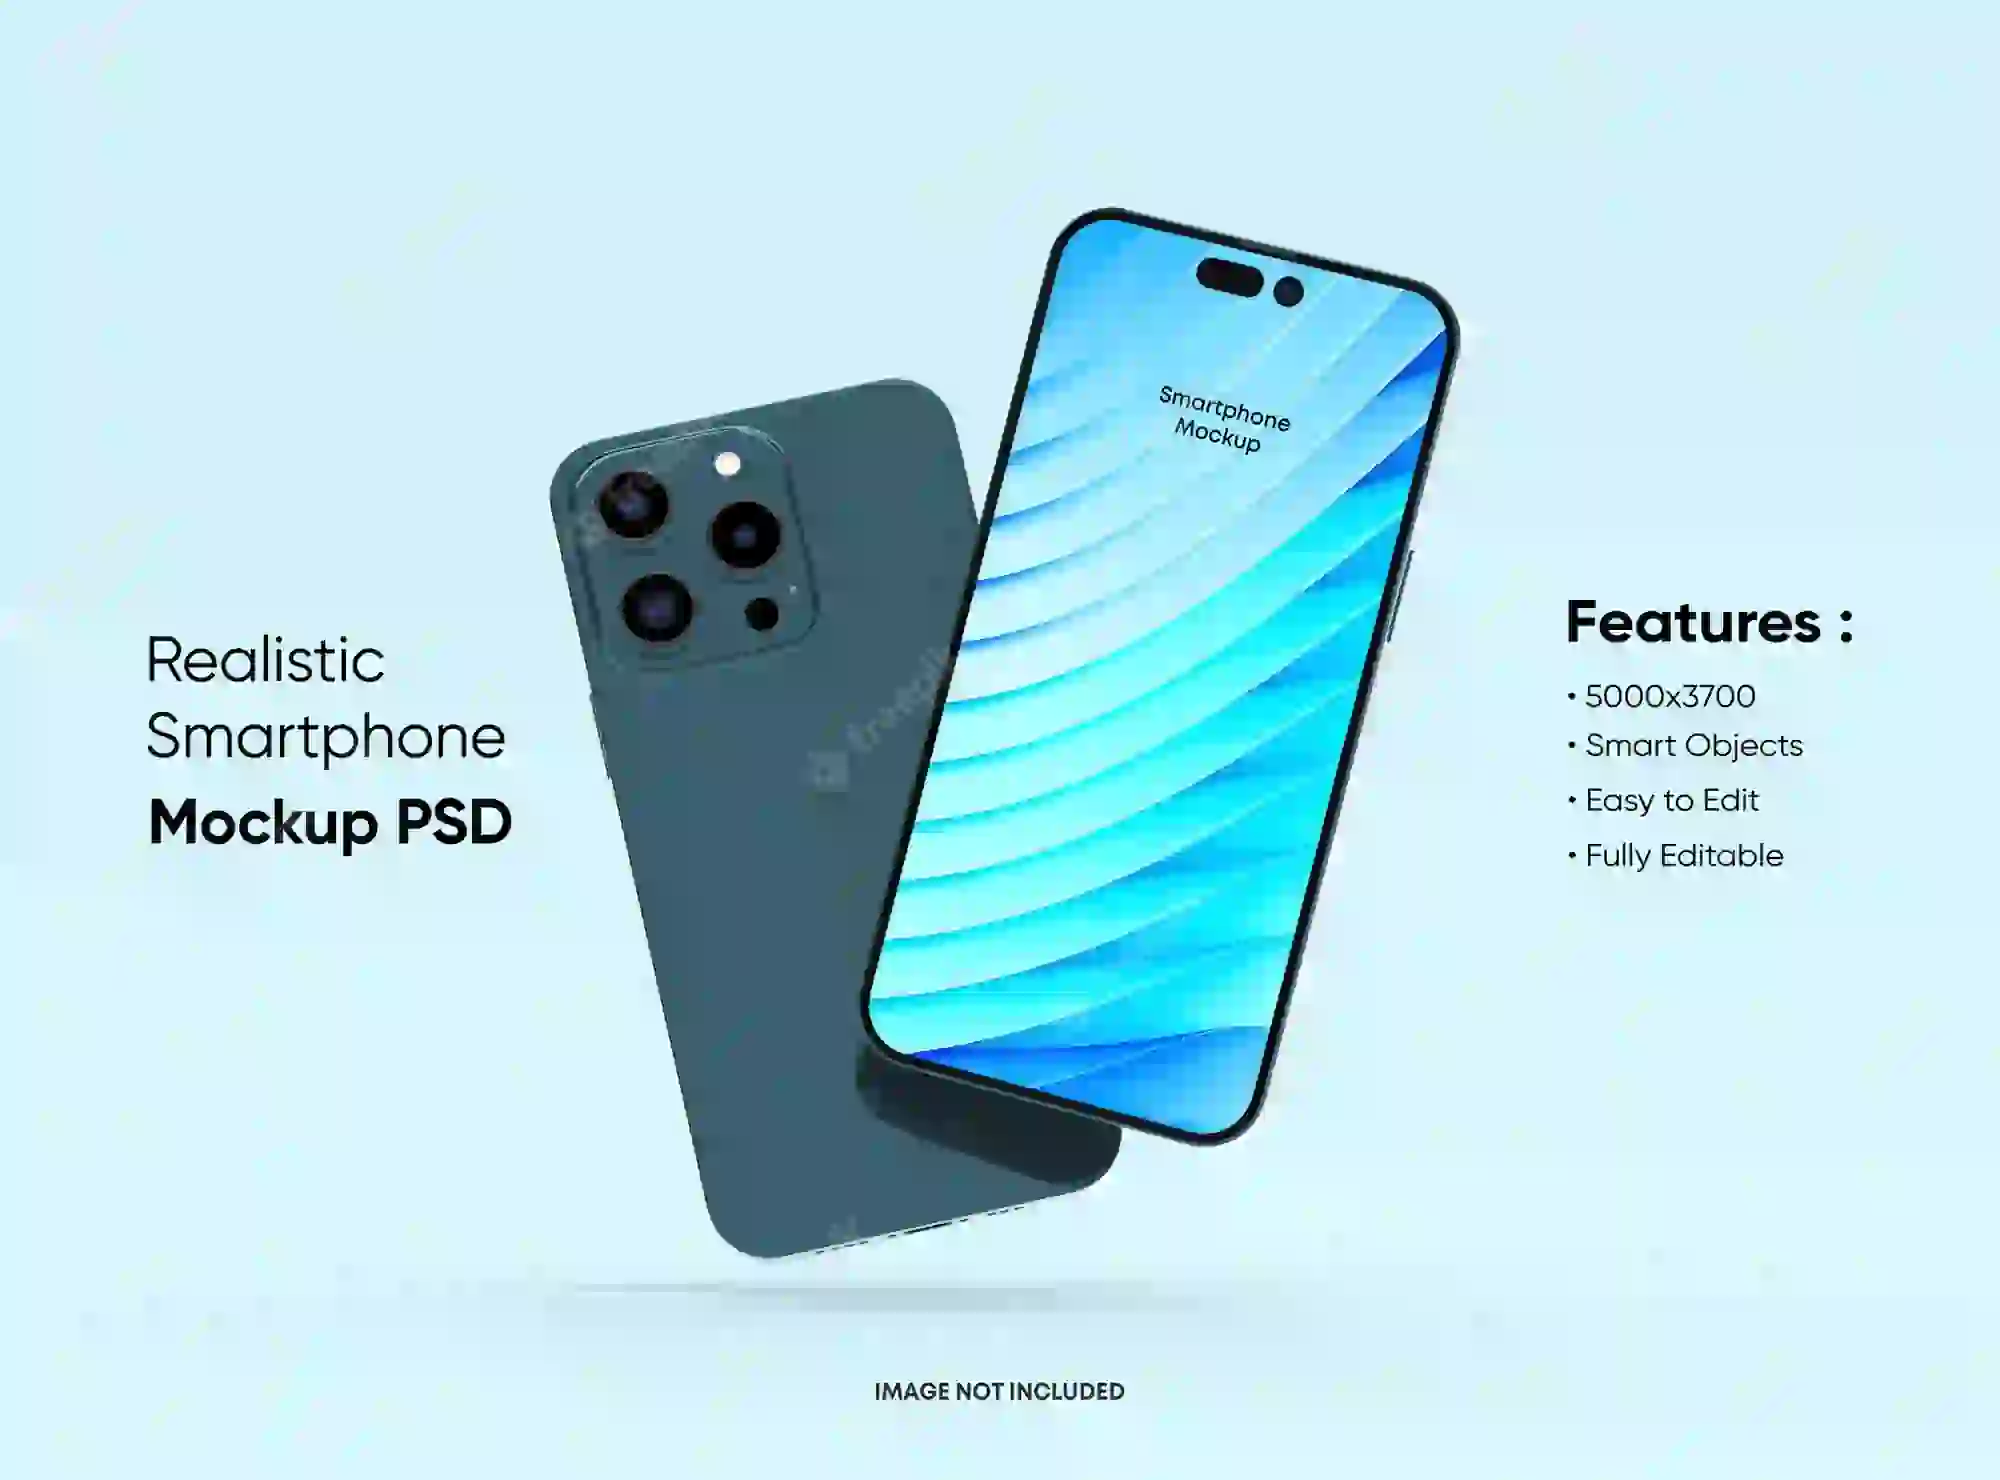 Realistic
Smartphone
Mockup PSD
Smartphone
Mockup
Features :
• 5000x3700
• Smart Objects
• Easy to Edit
• Fully Editable
IMAGE NOT INCLUDED